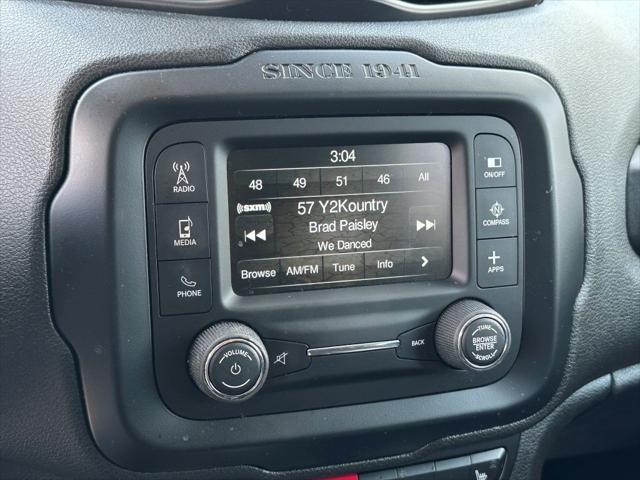 SINCE 1941
3:04
48 49 51 46 All
((sxm))
57 Y2Kountry
Brad Paisley
We Danced
Browse AM/FM Tune Info
RADIO
MEDIA
PHONE
ON/OFF
N
COMPASS
APPS
VOLUME
BACK
TUNE
BROWSE
ENTER
SCROLL